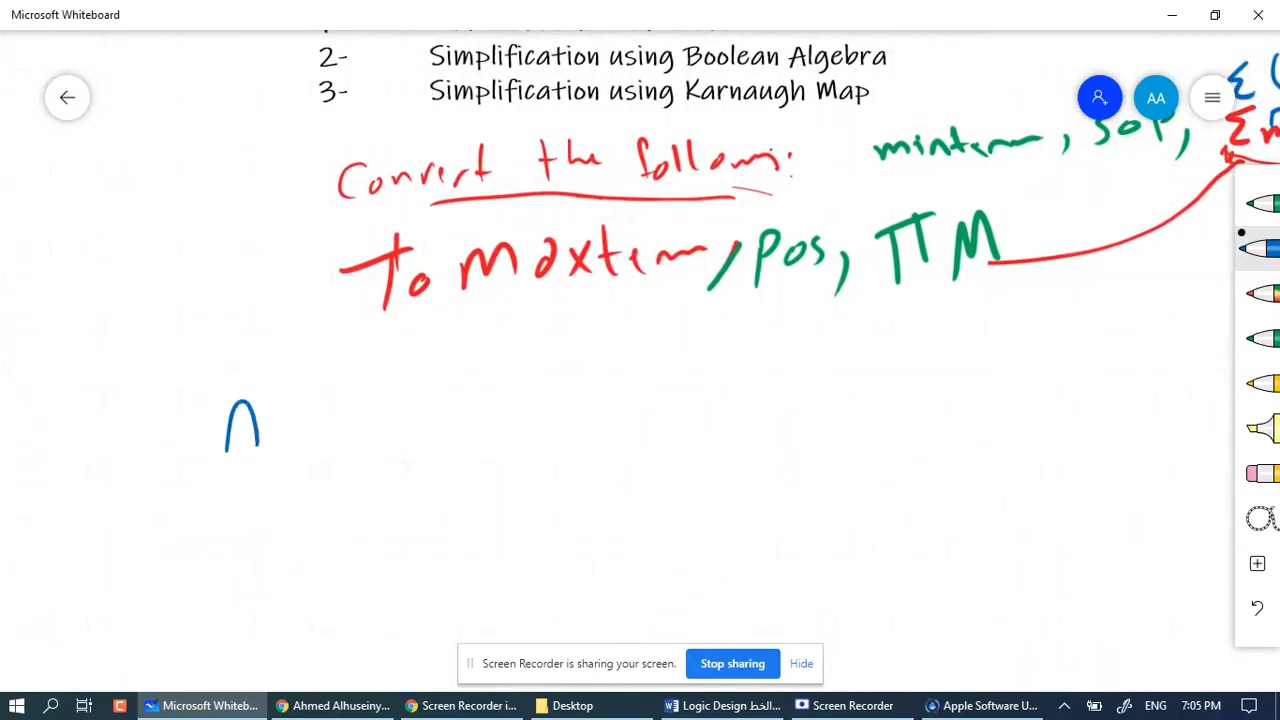 Microsoft Whiteboard
2- Simplification using Boolean Algebra
3- Simplification using Karnaugh Map
Σ (
AA
minterm, SOP, Σ m
Convert the following:
To maxterm/pos, ΠM
Screen Recorder is sharing your screen. Stop sharing Hide
Microsoft Whiteb... Ahmed Alhuseiny... Screen Recorder i... Desktop Logic Design الخط... Screen Recorder Apple Software U... ENG 7:05 PM